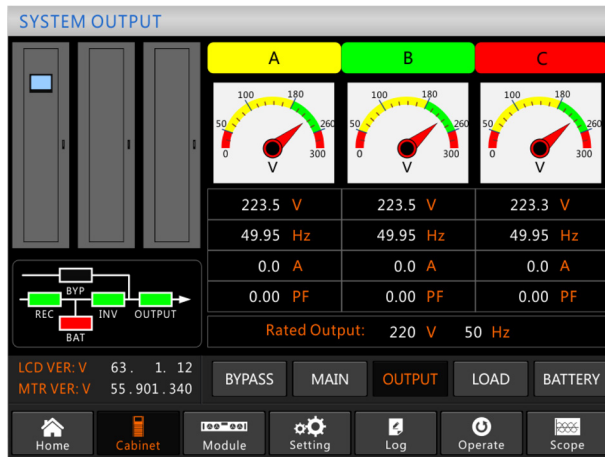 SYSTEM OUTPUT
A B C
100 180 100 180 100 180
50 260 50 260 50 260
0 300 0 300 0 300
V V V
223.5 V 223.5 V 223.3 V
49.95 Hz 49.95 Hz 49.95 Hz
0.0 A 0.0 A 0.0 A
0.00 PF 0.00 PF 0.00 PF
BYP
REC INV OUTPUT
BAT
Rated Output: 220 V 50 Hz
LCD VER: V 63. 1. 12
MTR VER: V 55.901.340
BYPASS MAIN OUTPUT LOAD BATTERY
Home Cabinet Module Setting Log Operate Scope